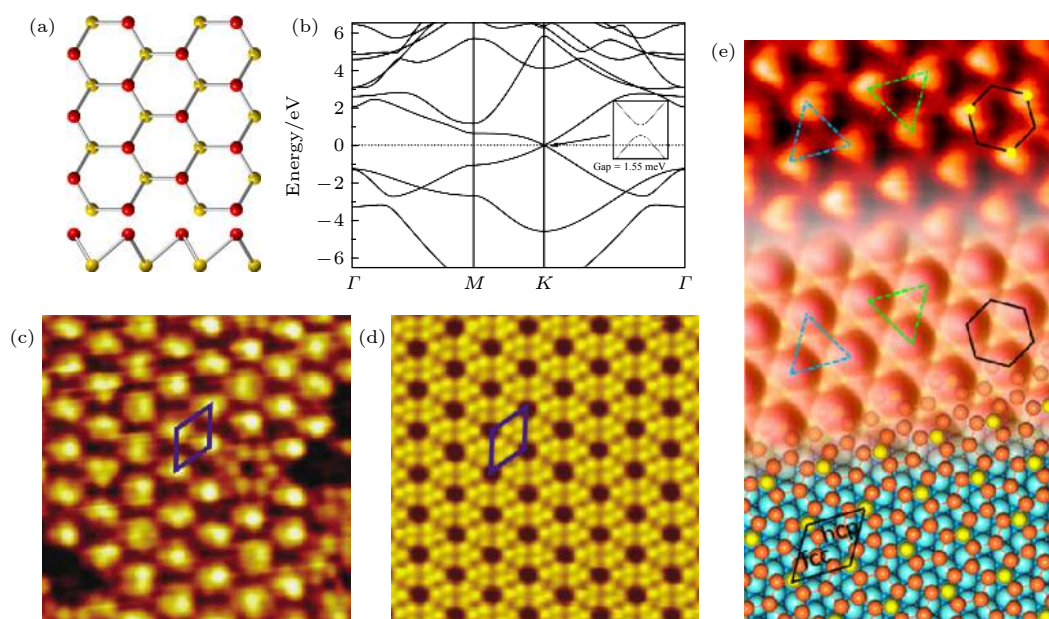 (a)
(b)
Energy/eV
6
4
2
0
−2
−4
−6
Gap = 1.55 meV
Γ
M
K
Γ
(c)
(d)
(e)
hcp
fcc